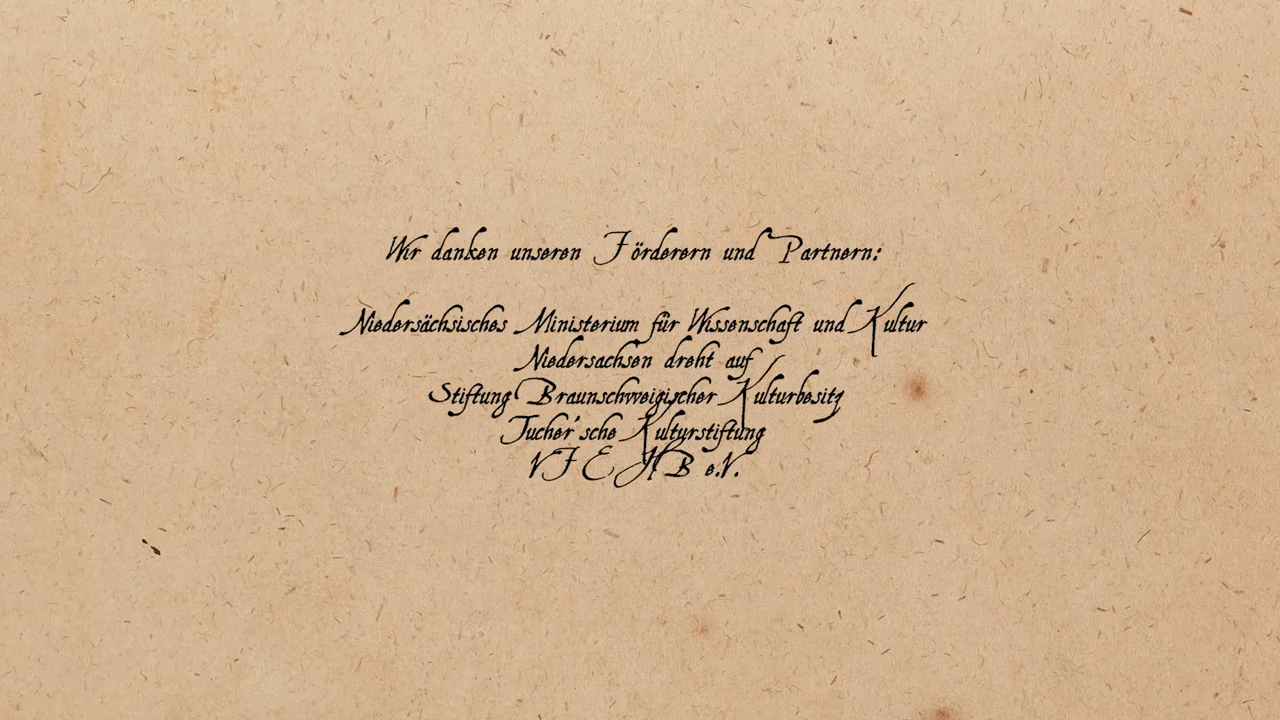 Wir danken unseren Förderern und Partnern:
Niedersächsisches Ministerium für Wissenschaft und Kultur
Niedersachsen dreht auf
Stiftung Braunschweigischer Kulturbesitz
Tucher'sche Kulturstiftung
VFEHB e.V.